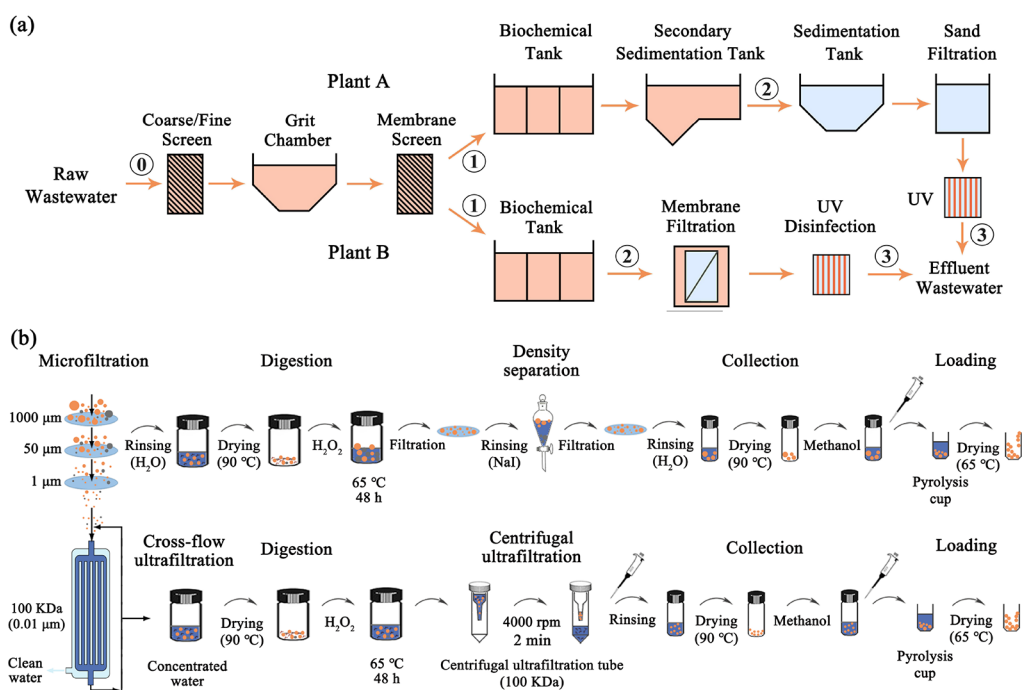 (a)
Plant A
Plant B
Raw
Wastewater
0
Coarse/Fine
Screen
Grit
Chamber
Membrane
Screen
1
1
Biochemical
Tank
Secondary
Sedimentation Tank
2
Sedimentation
Tank
Sand
Filtration
UV
3
Biochemical
Tank
2
Membrane
Filtration
UV
Disinfection
3
Effluent
Wastewater
(b)
Microfiltration
Digestion
Density
separation
Collection
Loading
1000 μm
50 μm
1 μm
Rinsing
(H₂O)
Drying
(90 ℃)
H₂O₂
65 ℃
48 h
Filtration
Rinsing
(NaI)
Filtration
Rinsing
(H₂O)
Drying
(90 ℃)
Methanol
Pyrolysis
cup
Drying
(65 ℃)
Cross-flow
ultrafiltration
Digestion
Centrifugal
ultrafiltration
Collection
Loading
100 KDa
(0.01 μm)
Clean
water
Concentrated
water
Drying
(90 ℃)
H₂O₂
65 ℃
48 h
4000 rpm
2 min
Centrifugal ultrafiltration tube
(100 KDa)
Rinsing
Drying
(90 ℃)
Methanol
Pyrolysis
cup
Drying
(65 ℃)